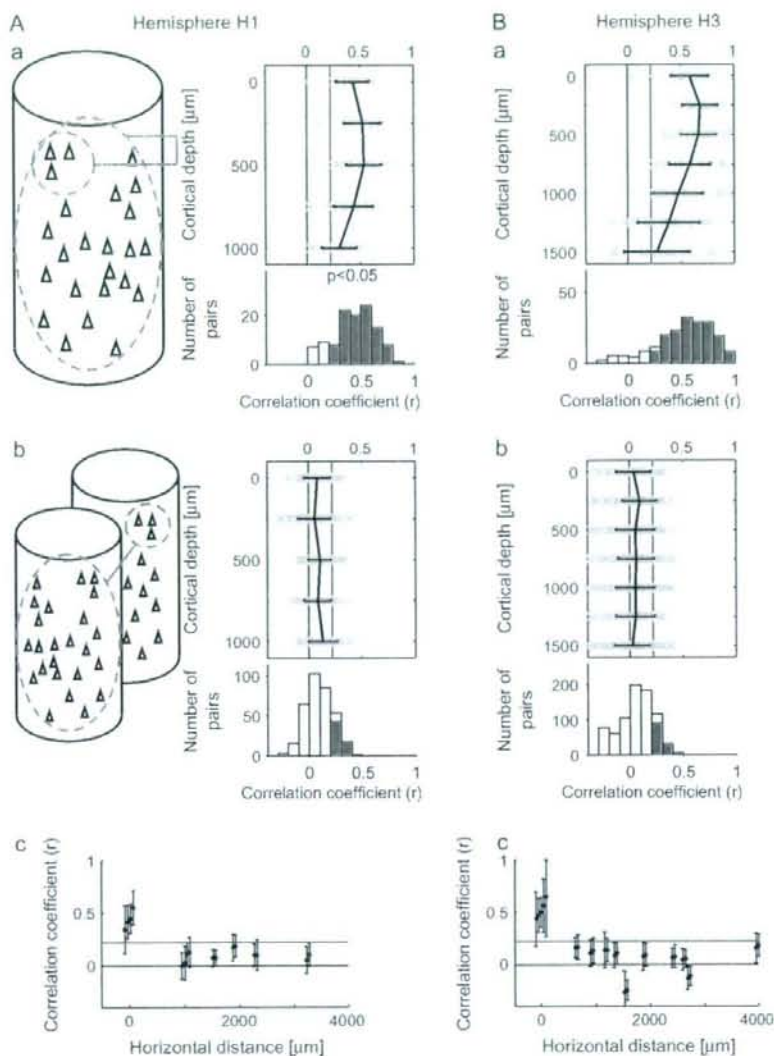 A
Hemisphere H1
a
0 0.5 1
Cortical depth [µm]
0
500
1000
p<0.05
Number of pairs
20
0
0 0.5 1
Correlation coefficient (r)
b
0 0.5 1
Cortical depth [µm]
0
500
1000
Number of pairs
100
50
0
0 0.5 1
Correlation coefficient (r)
c
Correlation coefficient (r)
1
0.5
0
0 2000 4000
Horizontal distance [µm]
B
Hemisphere H3
a
0 0.5 1
Cortical depth [µm]
0
500
1000
1500
Number of pairs
50
0
0 0.5 1
Correlation coefficient (r)
b
0 0.5 1
Cortical depth [µm]
0
500
1000
1500
Number of pairs
200
100
0
0 0.5 1
Correlation coefficient (r)
c
Correlation coefficient (r)
1
0.5
0
0 2000 4000
Horizontal distance [µm]